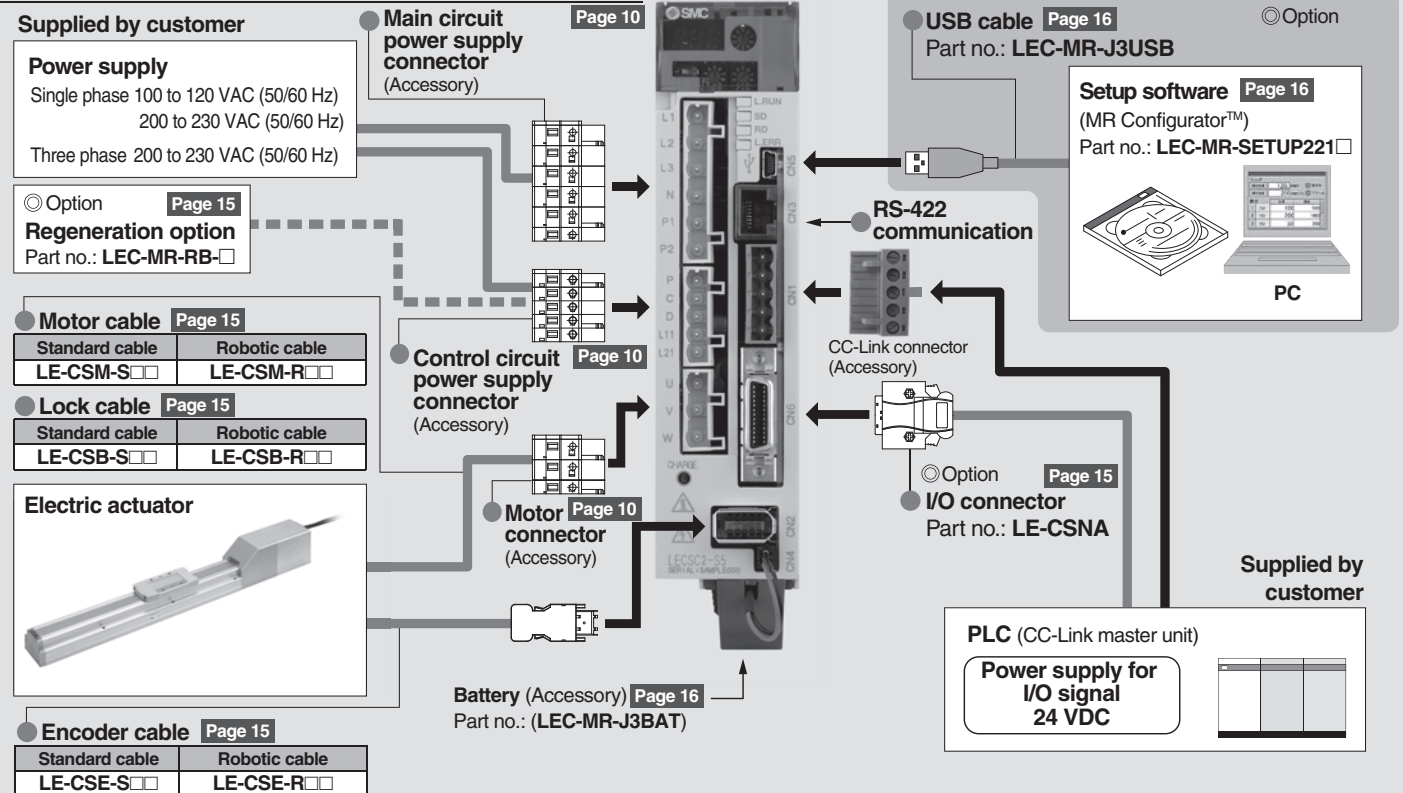 Supplied by customer
Power supply
Single phase 100 to 120 VAC (50/60 Hz)
200 to 230 VAC (50/60 Hz)
Three phase 200 to 230 VAC (50/60 Hz)
◎Option Page 15
Regeneration option
Part no.: LEC-MR-RB-□
Motor cable Page 15
Standard cable Robotic cable
LE-CSM-S□□ LE-CSM-R□□
Lock cable Page 15
Standard cable Robotic cable
LE-CSB-S□□ LE-CSB-R□□
Electric actuator
Encoder cable Page 15
Standard cable Robotic cable
LE-CSE-S□□ LE-CSE-R□□
Main circuit Page 10
power supply
connector
(Accessory)
Control circuit Page 10
power supply
connector
(Accessory)
Motor Page 10
connector
(Accessory)
Battery (Accessory) Page 16
Part no.: (LEC-MR-J3BAT)
SMC
L.RUN
SD
RD
L.ERR
L1
L2
L3
N
P1
P2
P
C
D
L11
L21
U
V
W
CHARGE
CN5
CN3
CN1
CN6
CN2
CN4
LECSC2-S5
SERIAL:SAMPLE000
USB cable Page 16
Part no.: LEC-MR-J3USB
◎Option
Setup software Page 16
(MR Configurator™)
Part no.: LEC-MR-SETUP221□
PC
RS-422
communication
CC-Link connector
(Accessory)
◎Option Page 15
I/O connector
Part no.: LE-CSNA
Supplied by
customer
PLC (CC-Link master unit)
Power supply for
I/O signal
24 VDC